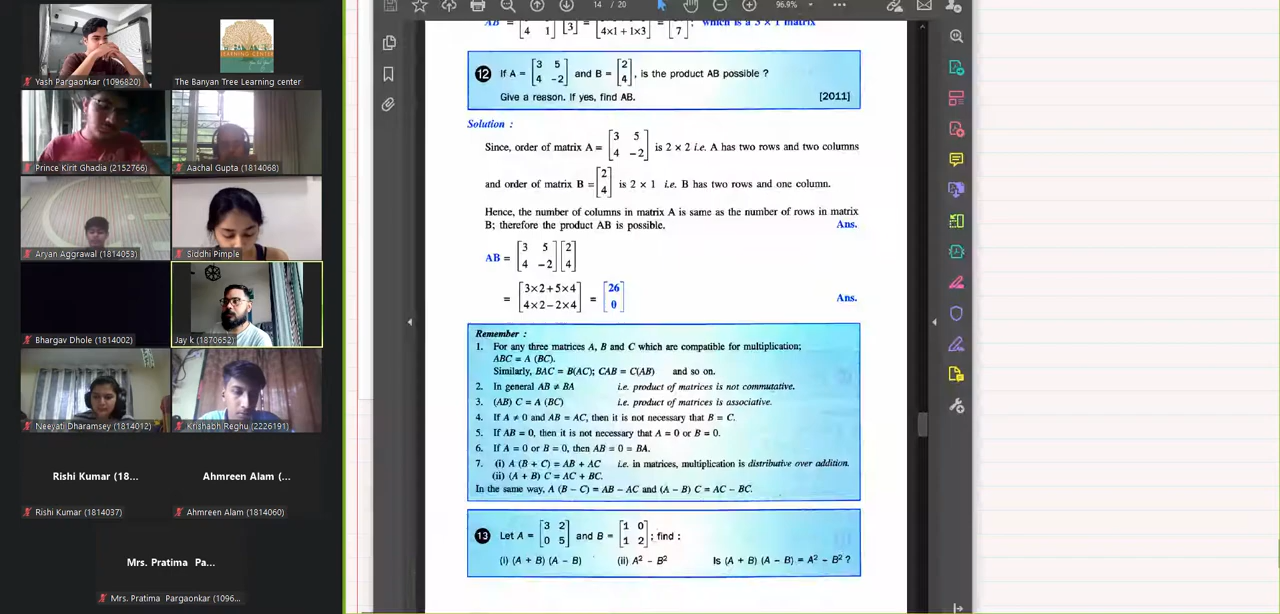 Yash Pargaonkar (1096820)
LEARNING CENTER
The Banyan Tree Learning center
Prince Kirit Ghadia (2152766)
Aachal Gupta (1814068)
Aryan Aggrawal (1814053)
Siddhi Pimple
Bhargav Dhole (1814002)
Jay k (1870652)
Neeyati Dharamsey (1814012)
Krishabh Reghu (2226191)
Rishi Kumar (18...
Ahmreen Alam (...
Rishi Kumar (1814037)
Ahmreen Alam (1814060)
Mrs. Pratima Pa...
Mrs. Pratima Pargaonkar (1096...
14 / 20
96.9%
4 1 [3] 4×1 + 1×3 = 7 ; which is a 3 × 1 matrix
12 If A = [3 5 4 −2] and B = [2 4], is the product AB possible ?
Give a reason. If yes, find AB. [2011]
Solution :
Since, order of matrix A = [3 5 4 −2] is 2 × 2 i.e. A has two rows and two columns
and order of matrix B = [2 4] is 2 × 1 i.e. B has two rows and one column.
Hence, the number of columns in matrix A is same as the number of rows in matrix
B; therefore the product AB is possible. Ans.
AB = [3 5 4 −2] [2 4]
= [3×2+5×4 4×2−2×4] = [26 0] Ans.
Remember :
1. For any three matrices A, B and C which are compatible for multiplication;
ABC = A (BC).
Similarly, BAC = B(AC); CAB = C(AB) and so on.
2. In general AB ≠ BA i.e. product of matrices is not commutative.
3. (AB) C = A (BC) i.e. product of matrices is associative.
4. If A ≠ 0 and AB = AC, then it is not necessary that B = C.
5. If AB = 0, then it is not necessary that A = 0 or B = 0.
6. If A = 0 or B = 0, then AB = 0 = BA.
7. (i) A (B + C) = AB + AC i.e. in matrices, multiplication is distributive over addition.
(ii) (A + B) C = AC + BC.
In the same way, A (B − C) = AB − AC and (A − B) C = AC − BC.
13 Let A = [3 2 0 5] and B = [1 0 1 2]; find :
(i) (A + B) (A − B) (ii) A² − B² Is (A + B) (A − B) = A² − B² ?